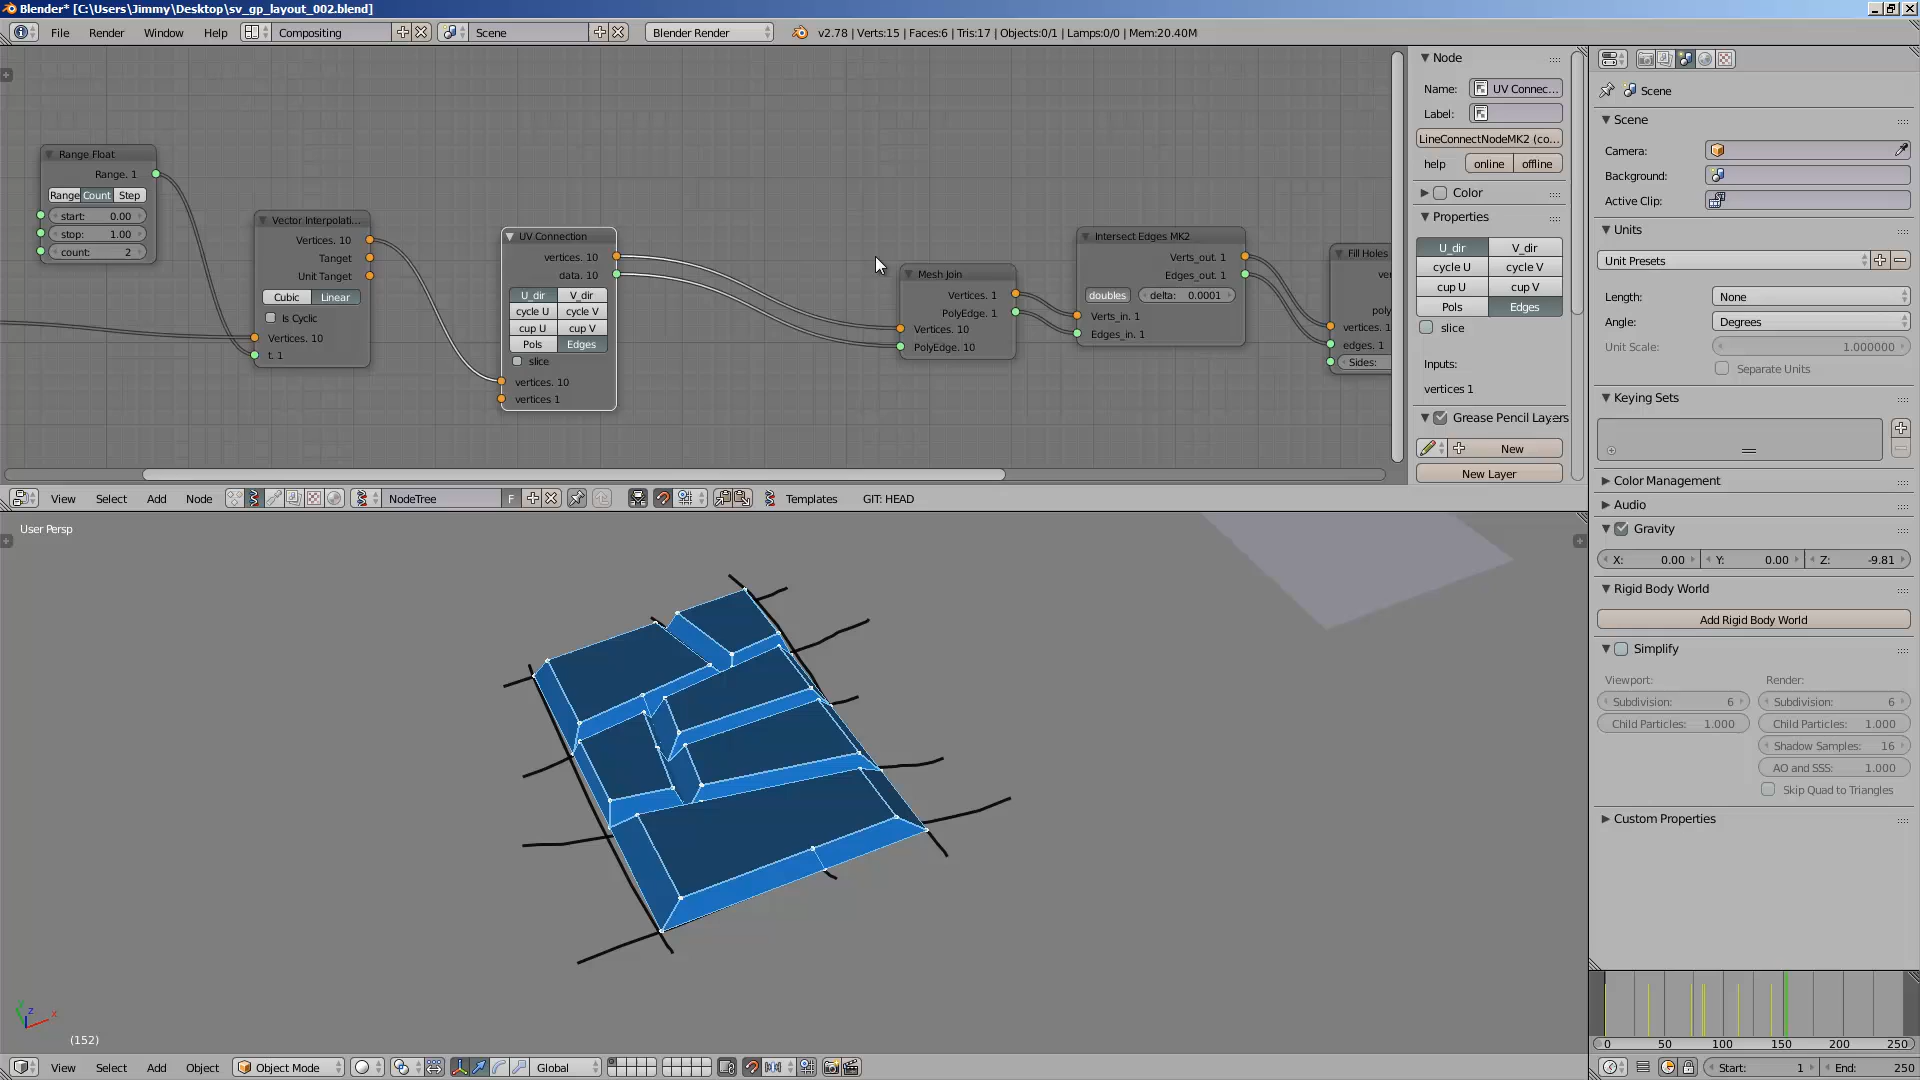 Blender* [C:\Users\Jimmy\Desktop\sv_gp_layout_002.blend]
File Render Window Help Compositing Scene Blender Render v2.78 | Verts:15 | Faces:6 | Tris:17 | Objects:0/1 | Lamps:0/0 | Mem:20.40M
Range Float
Range. 1
Range Count Step
start: 0.00
stop: 1.00
count: 2
Vector Interpolati...
Vertices. 10
Tanget
Unit Tanget
Cubic Linear
Is Cyclic
Vertices. 10
t. 1
UV Connection
vertices. 10
data. 10
U_dir V_dir
cycle U cycle V
cup U cup V
Pols Edges
slice
vertices. 10
vertices 1
Mesh Join
Vertices. 1
PolyEdge. 1
Vertices. 10
PolyEdge. 10
Intersect Edges MK2
Verts_out. 1
Edges_out. 1
doubles delta: 0.0001
Verts_in. 1
Edges_in. 1
Fill Holes
ver
poly
vertices. 1
edges. 1
Sides:
Node
Name: UV Connec...
Label:
LineConnectNodeMK2 (co...
help online offline
Color
Properties
U_dir V_dir
cycle U cycle V
cup U cup V
Pols Edges
slice
Inputs:
vertices 1
Grease Pencil Layers
New
New Layer
View Select Add Node NodeTree F Templates GIT: HEAD
User Persp
(152)
View Select Add Object Object Mode Global
Scene
Scene
Camera:
Background:
Active Clip:
Units
Unit Presets
Length: None
Angle: Degrees
Unit Scale: 1.000000
Separate Units
Keying Sets
Color Management
Audio
Gravity
X: 0.00 Y: 0.00 Z: -9.81
Rigid Body World
Add Rigid Body World
Simplify
Viewport: Render:
Subdivision: 6 Subdivision: 6
Child Particles: 1.000 Child Particles: 1.000
Shadow Samples: 16
AO and SSS: 1.000
Skip Quad to Triangles
Custom Properties
0 50 100 150 200 250
Start: 1 End: 250
z
x